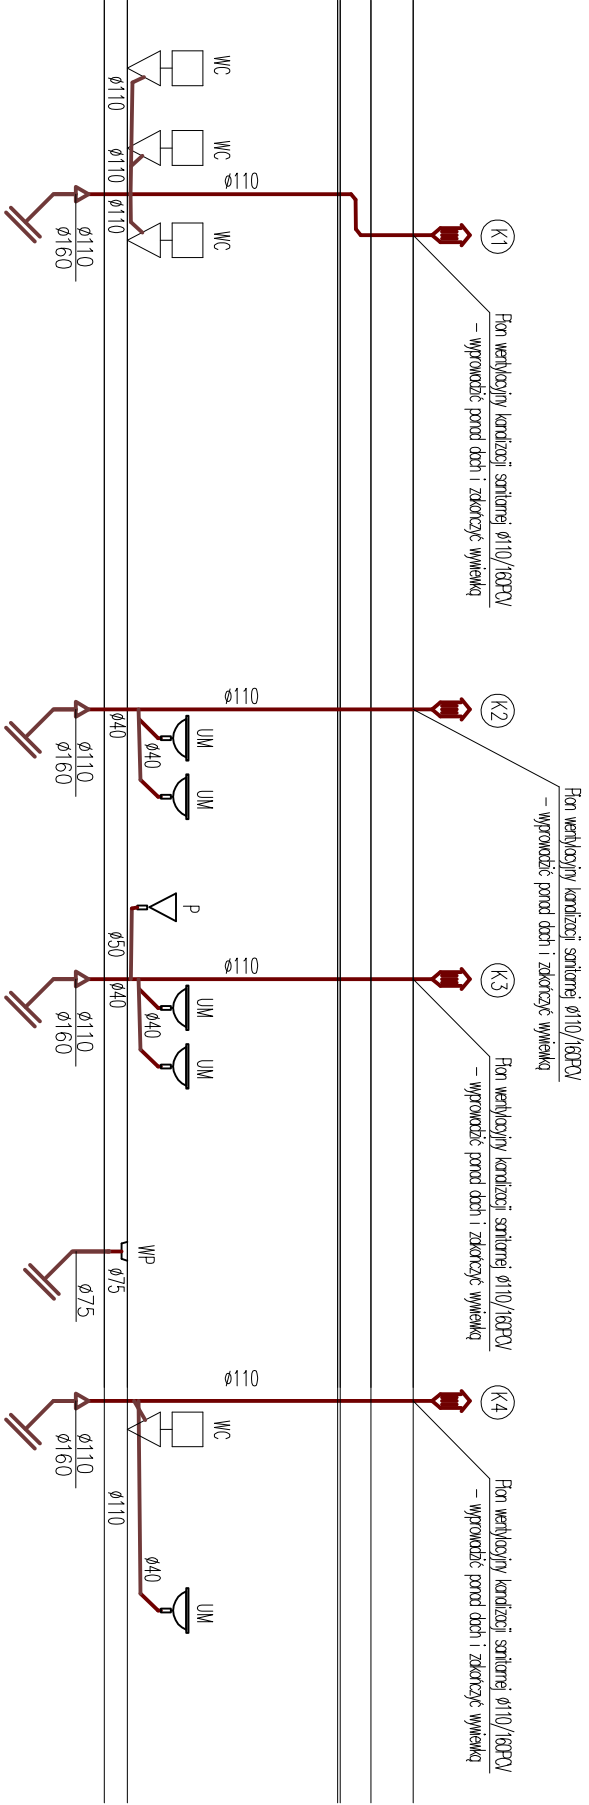 K1
Pion wentylacyjny kanalizacji sanitarnej ø110/160PCV
- wyprowadzić ponad dach i zakończyć wywiewką
ø110
WC
WC
WC
ø110
ø110
ø110
ø110
ø160
K2
Pion wentylacyjny kanalizacji sanitarnej ø110/160PCV
- wyprowadzić ponad dach i zakończyć wywiewką
ø110
UM
UM
ø40
ø40
ø110
ø160
K3
Pion wentylacyjny kanalizacji sanitarnej ø110/160PCV
- wyprowadzić ponad dach i zakończyć wywiewką
ø110
P
UM
UM
ø50
ø40
ø40
ø110
ø160
WP
ø75
ø75
K4
Pion wentylacyjny kanalizacji sanitarnej ø110/160PCV
- wyprowadzić ponad dach i zakończyć wywiewką
ø110
WC
UM
ø40
ø110
ø110
ø160